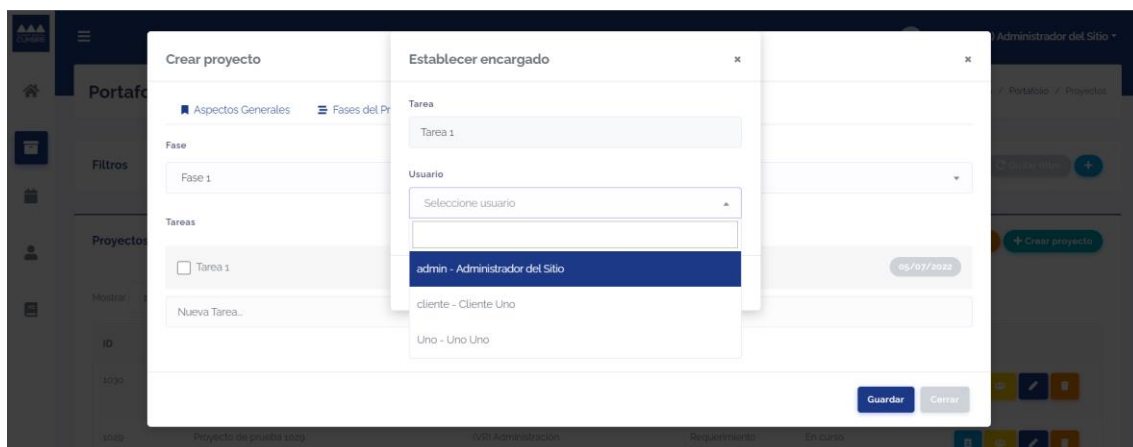 CUMBRE
Administrador del Sitio
Crear proyecto
×
Establecer encargado
×
Portafo
/ Portafolio / Proyectos
Aspectos Generales
Fases del Pr
Tarea
Tarea 1
Fase
Fase 1
Filtros
Usuario
Seleccione usuario
Tareas
Proyectos
+ Crear proyecto
admin - Administrador del Sitio
Tarea 1
05/07/2022
cliente - Cliente Uno
Mostrar
Nueva Tarea...
Uno - Uno Uno
ID
1030
Guardar
Cerrar
1029
Proyecto de prueba 1029
(VR) Administración
Requerimiento
En curso